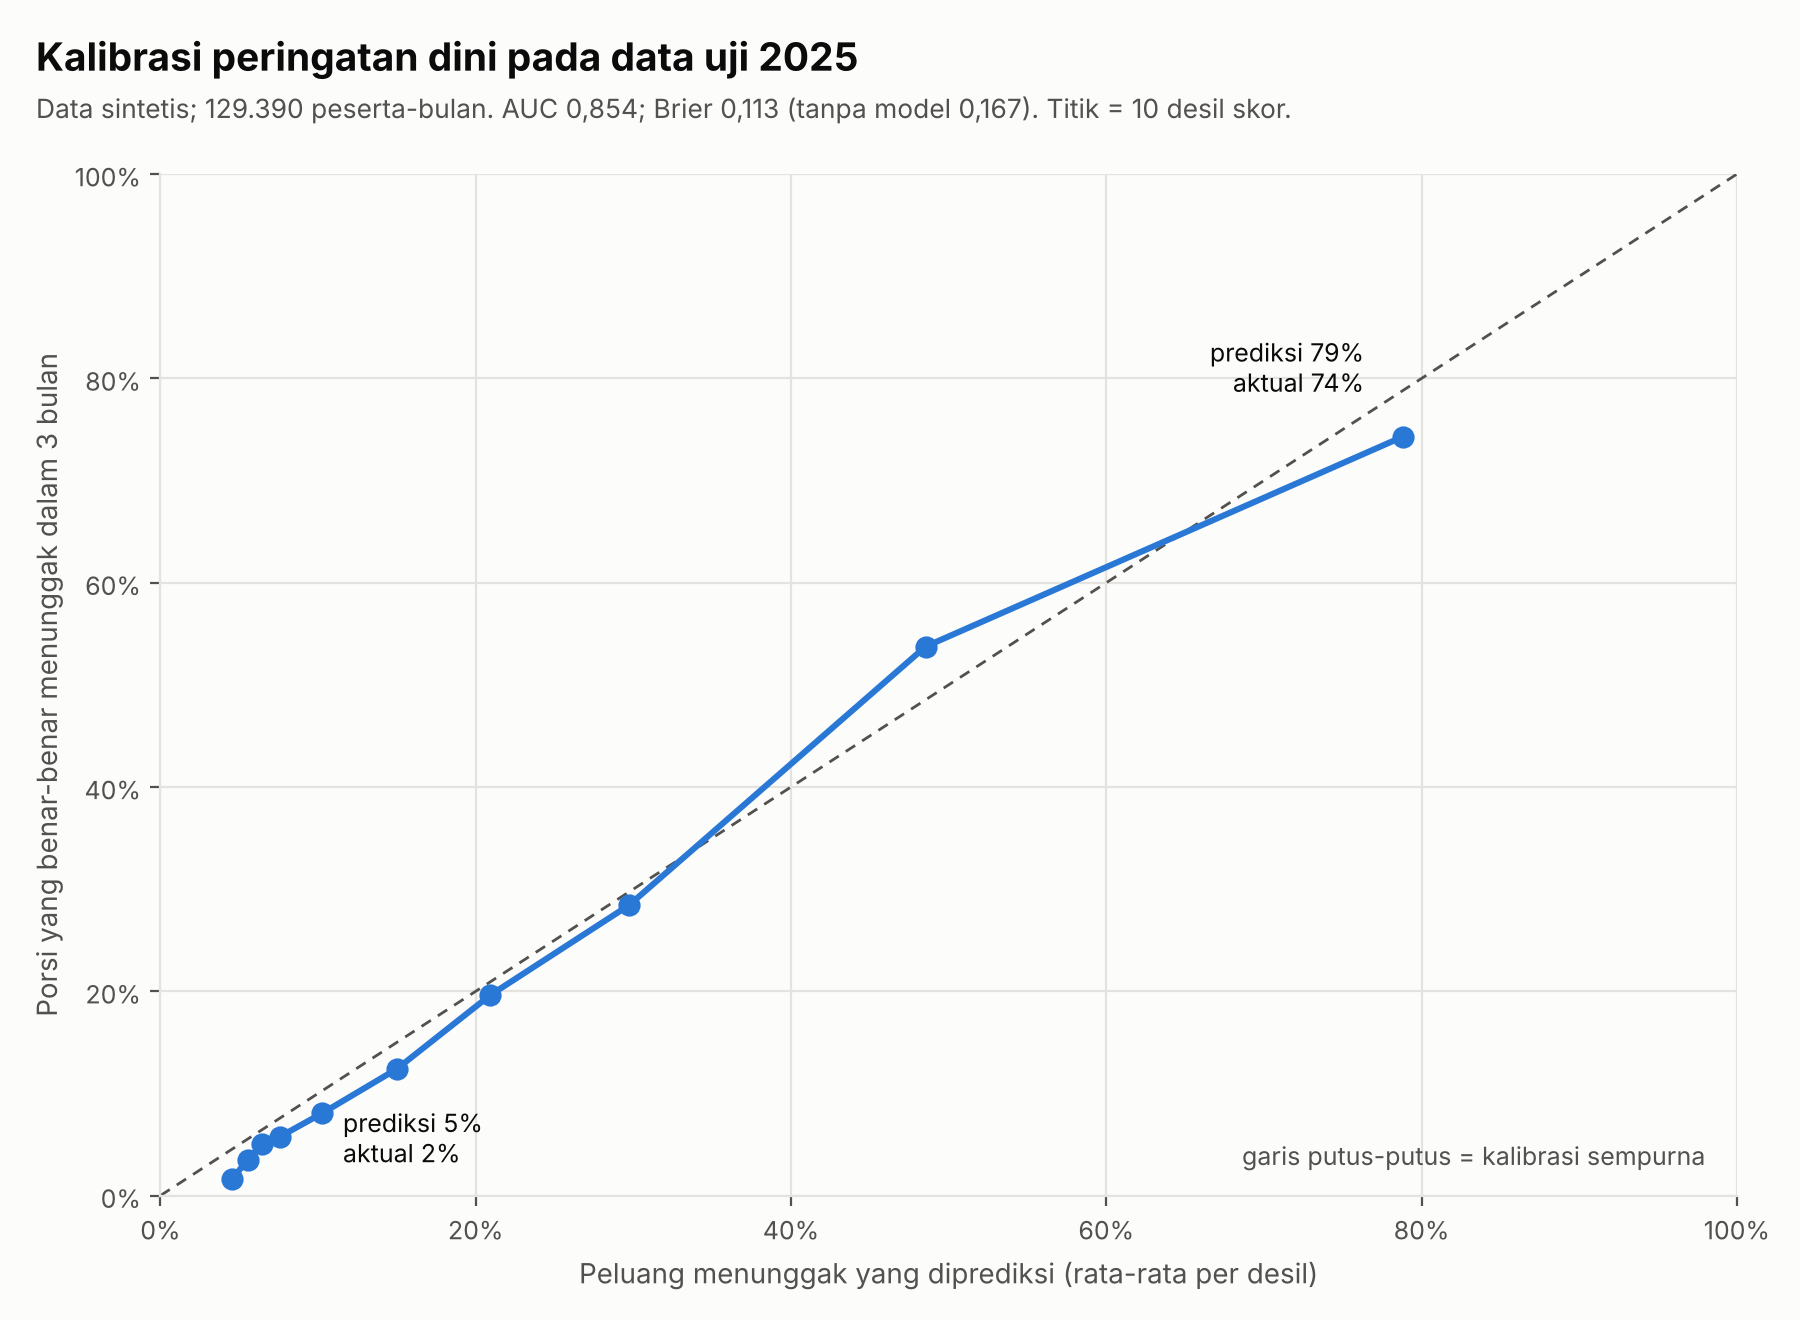 Kalibrasi peringatan dini pada data uji 2025
Data sintetis; 129.390 peserta-bulan. AUC 0,854; Brier 0,113 (tanpa model 0,167). Titik = 10 desil skor.
Porsi yang benar-benar menunggak dalam 3 bulan
100%
80%
60%
40%
20%
0%
prediksi 79%
aktual 74%
prediksi 5%
aktual 2%
garis putus-putus = kalibrasi sempurna
0%
20%
40%
60%
80%
100%
Peluang menunggak yang diprediksi (rata-rata per desil)